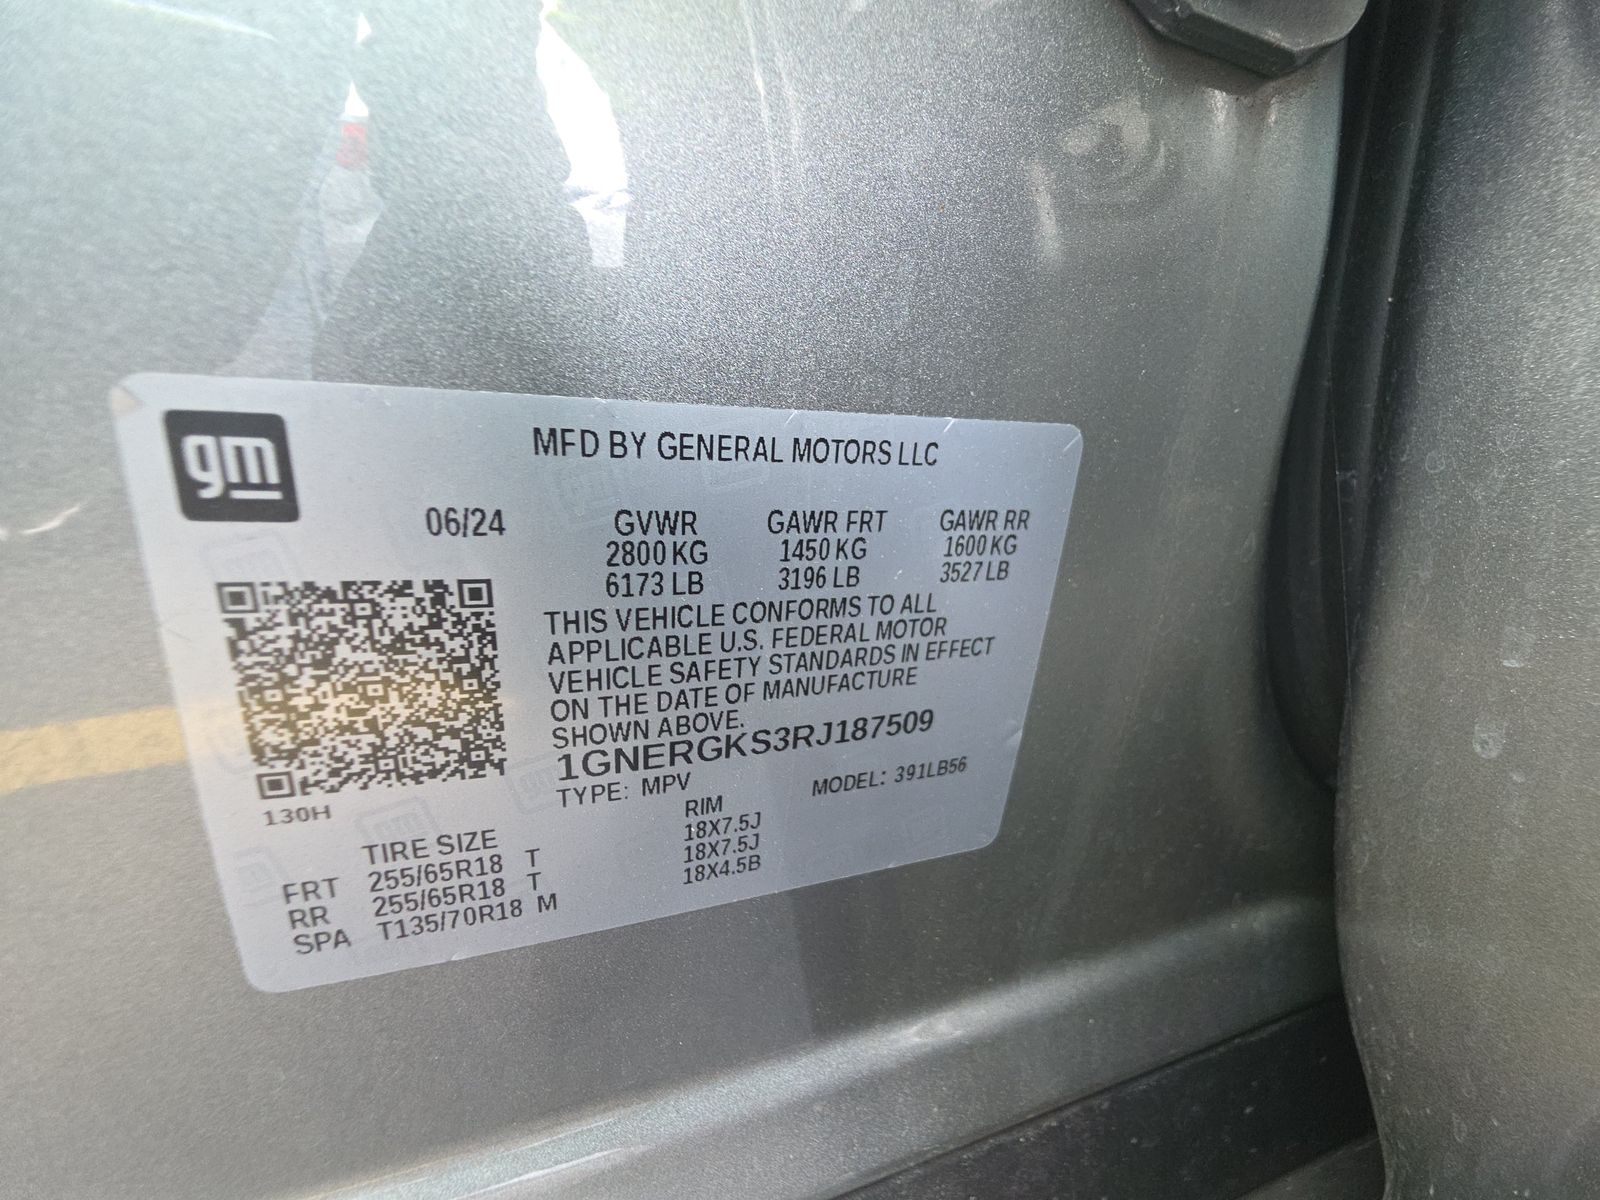 gm
MFD BY GENERAL MOTORS LLC
06/24 GVWR GAWR FRT GAWR RR
2800 KG 1450 KG 1600 KG
6173 LB 3196 LB 3527 LB
THIS VEHICLE CONFORMS TO ALL
APPLICABLE U.S. FEDERAL MOTOR
VEHICLE SAFETY STANDARDS IN EFFECT
ON THE DATE OF MANUFACTURE
SHOWN ABOVE.
1GNERGKS3RJ187509
TYPE: MPV MODEL: 391LB56
130H
TIRE SIZE RIM
FRT 255/65R18 T 18X7.5J
RR 255/65R18 T 18X7.5J
SPA T135/70R18 M 18X4.5B